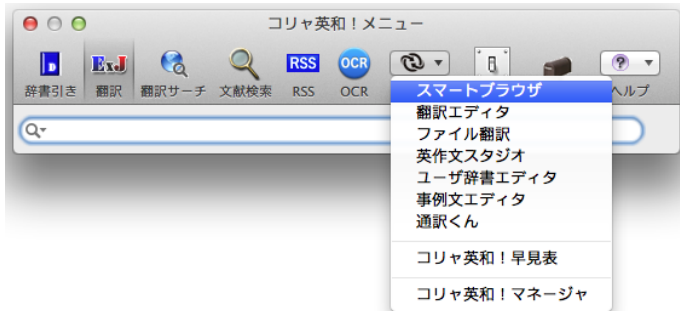 コリャ英和！メニュー
D
ExJ
RSS
OCR
?
辞書引き
翻訳
翻訳サーチ
文献検索
RSS
OCR
ヘルプ
スマートブラウザ
翻訳エディタ
ファイル翻訳
英作文スタジオ
ユーザ辞書エディタ
事例文エディタ
通訳くん
コリャ英和！早見表
コリャ英和！マネージャ